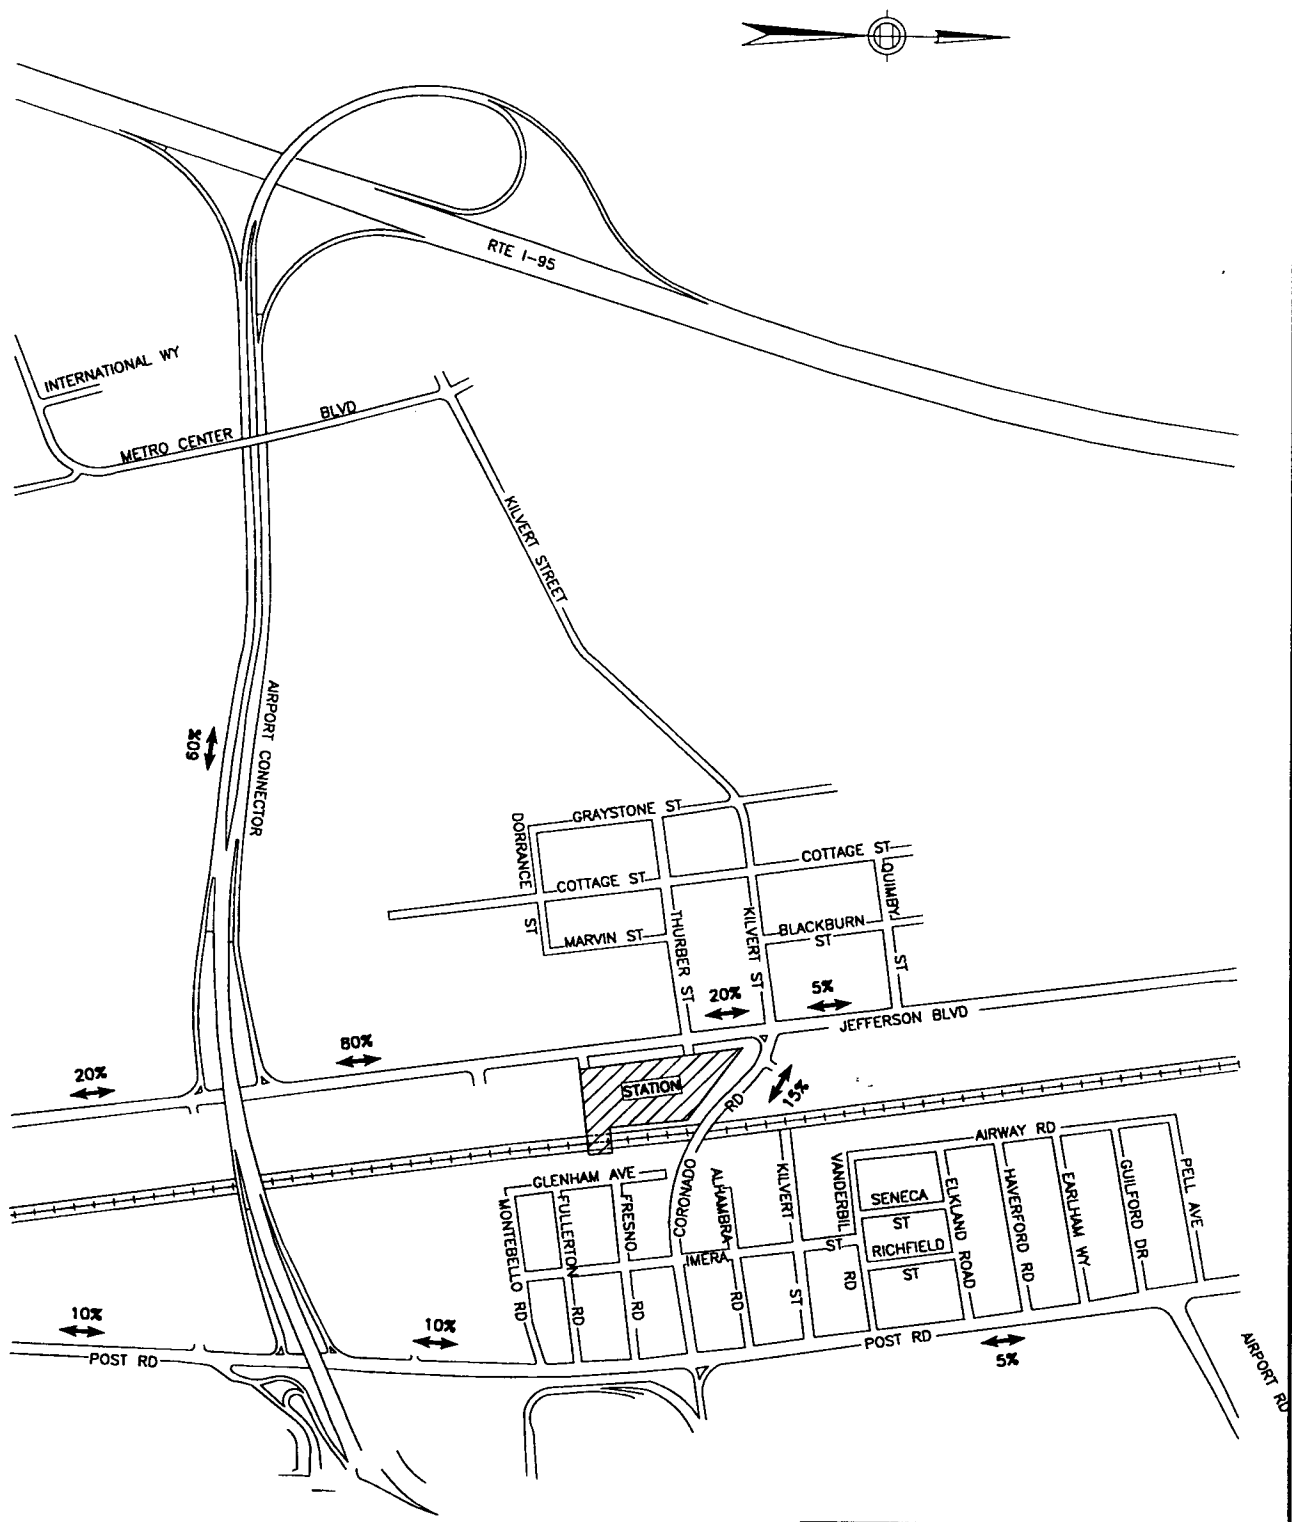 RTE I-95
INTERNATIONAL WY
METRO CENTER BLVD
KILVERT STREET
AIRPORT CONNECTOR
60%
GRAYSTONE ST
DORRANCE ST
COTTAGE ST
COTTAGE ST
QUIMBY ST
MARVIN ST
THURBER ST
KILVERT ST
BLACKBURN ST
20%
5%
JEFFERSON BLVD
80%
20%
STATION
15%
CORONADO RD
AIRWAY RD
GLENHAM AVE
MONTEBELLO RD
FULLERTON RD
FRESNO RD
ALHAMBRA RD
KILVERT ST
VANDERBIL RD
SENECA ST
RICHFIELD ST
ELKLAND ROAD
HAVERFORD RD
EARLHAM WY
GUILFORD DR
PELL AVE
IMERA ST
10%
10%
POST RD
POST RD
5%
AIRPORT RD